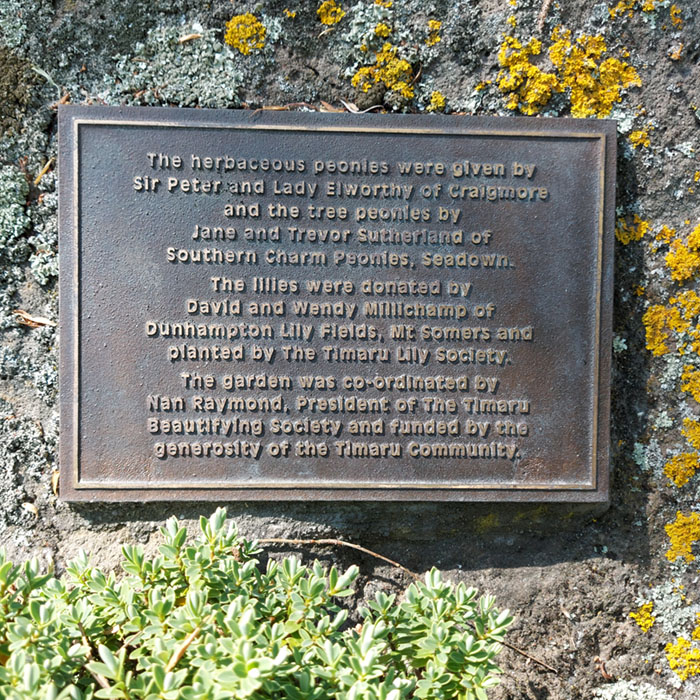 The herbaceous peonies were given by
Sir Peter and Lady Elworthy of Craigmore
and the tree peonies by
Jane and Trevor Sutherland of
Southern Charm Peonies, Seadown.
The lilies were donated by
David and Wendy Millichamp of
Dunhampton Lily Fields, Mt Somers and
planted by The Timaru Lily Society.
The garden was co-ordinated by
Nan Raymond, President of The Timaru
Beautifying Society and funded by the
generosity of the Timaru Community.